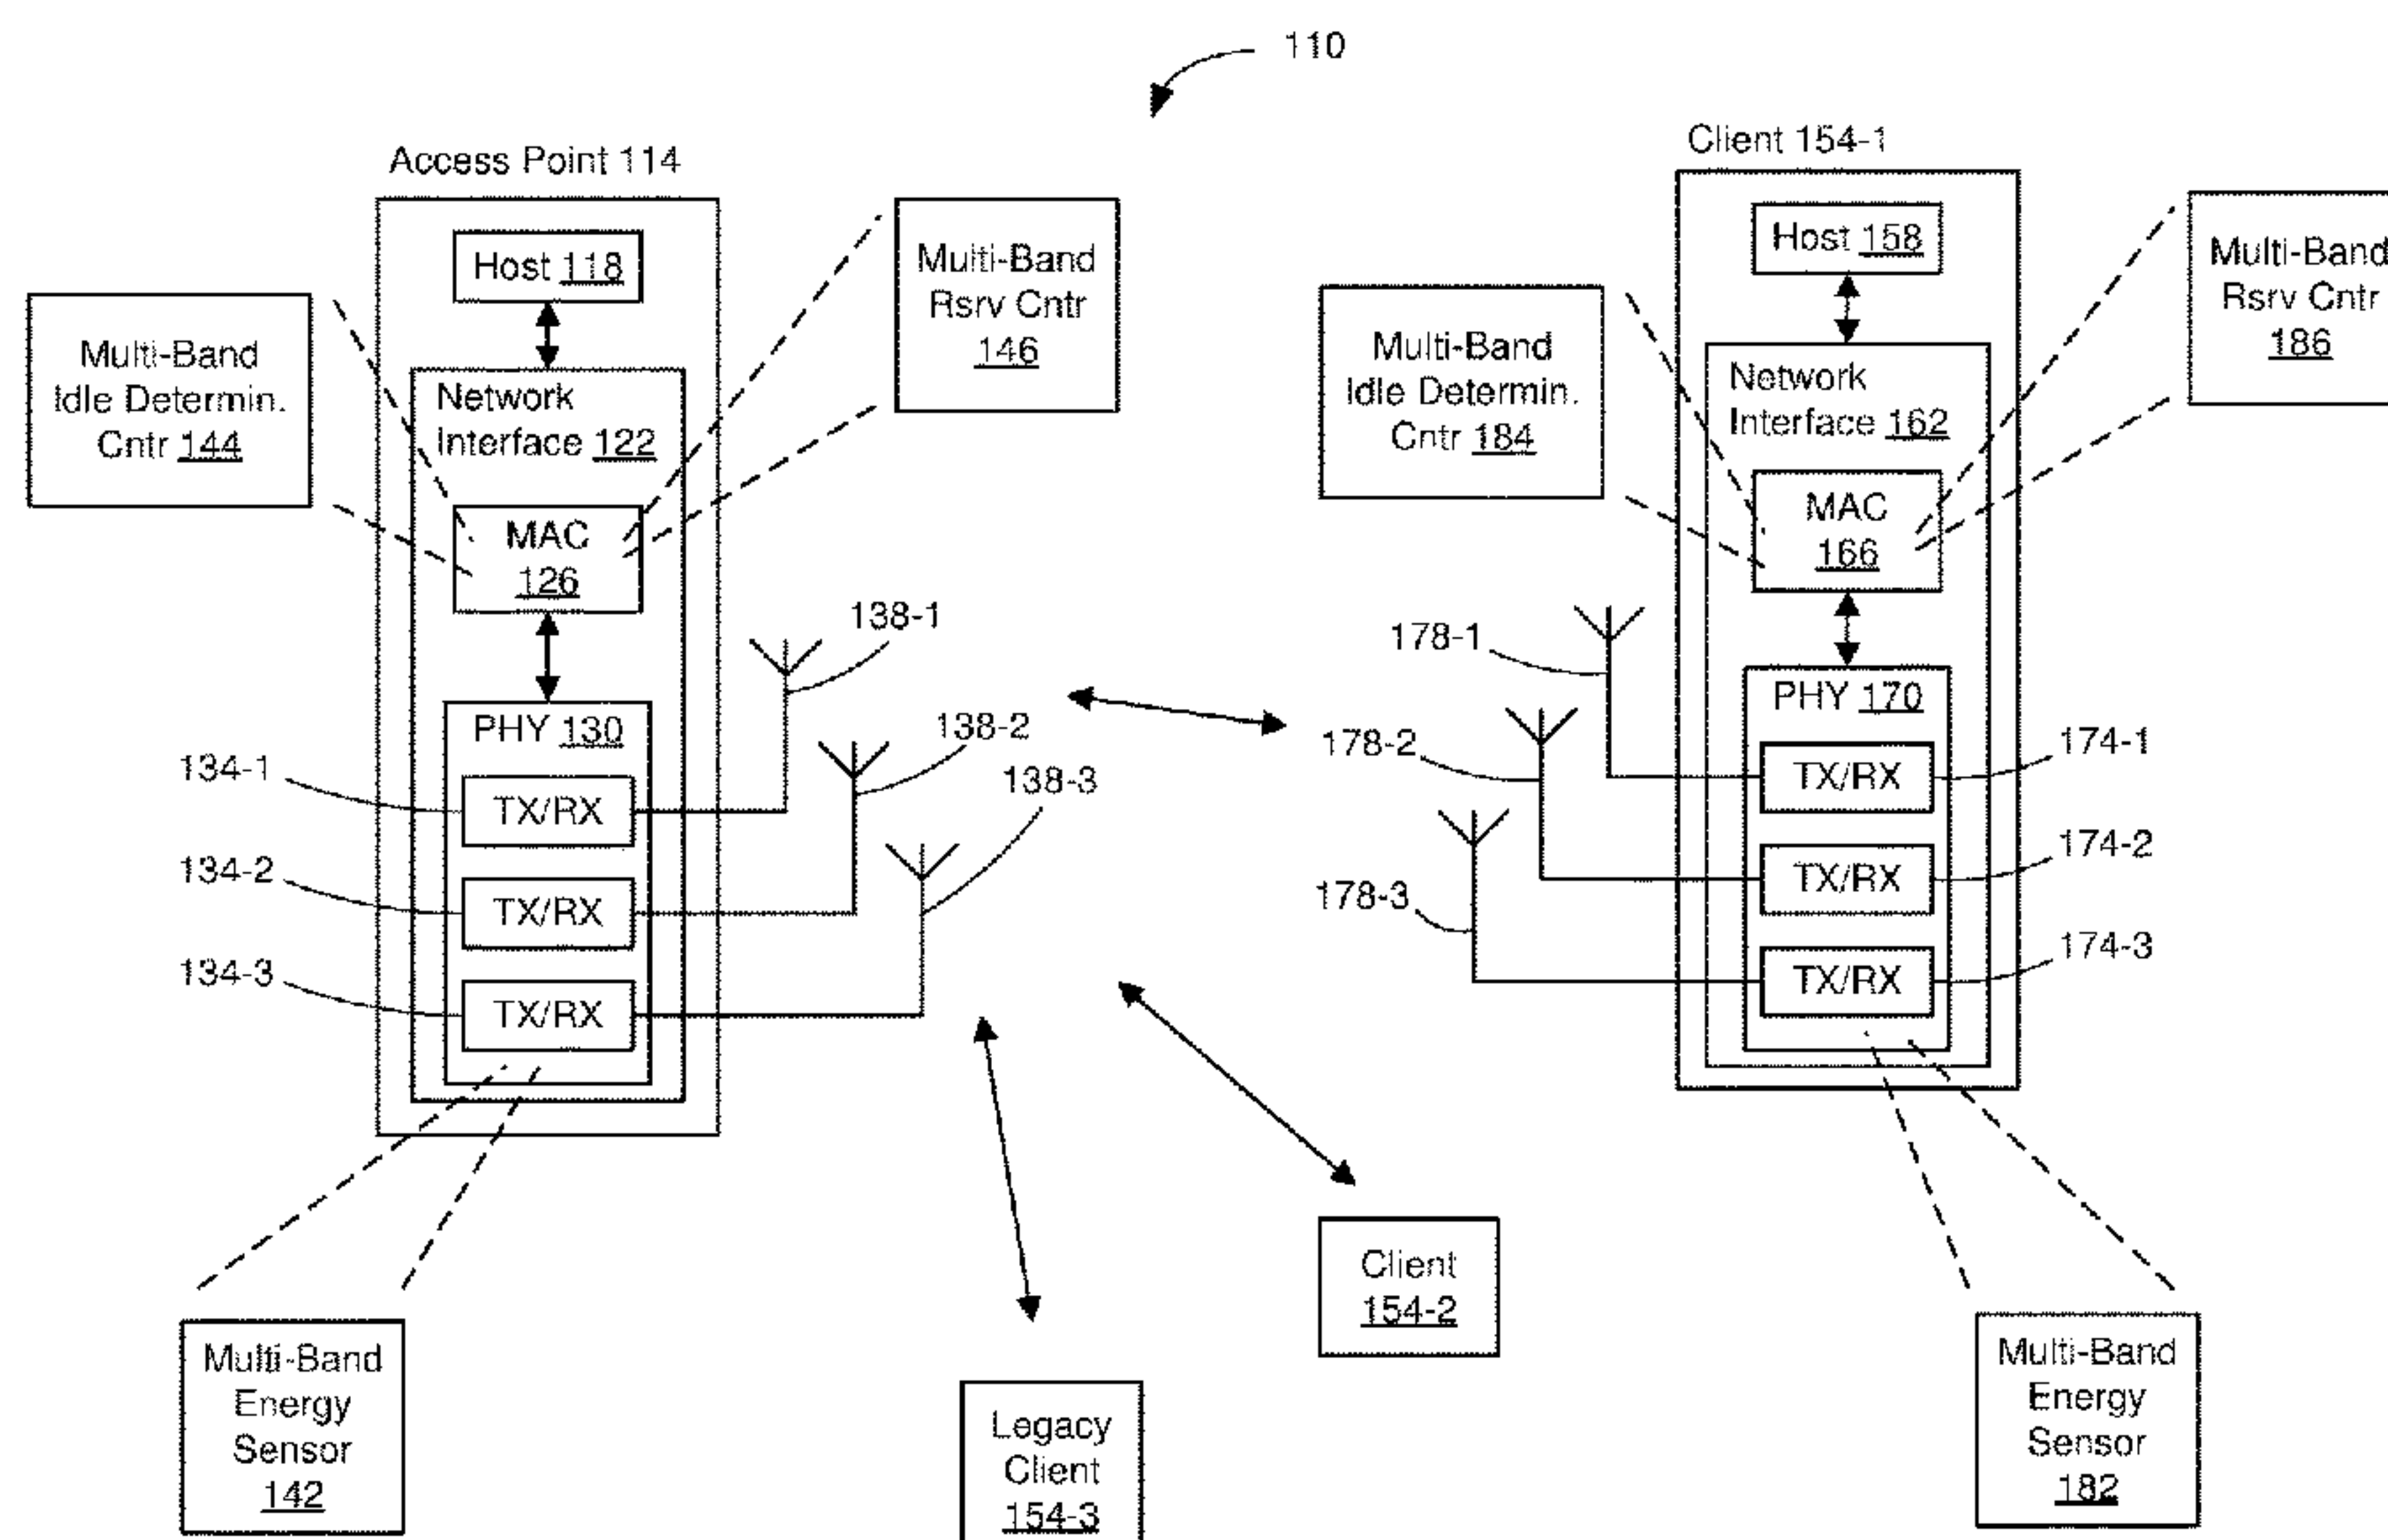 110
Access Point 114
Host 118
Multi-Band
Rsrv Cntr
146
Multi-Band
Idle Determin.
Cntr 144
Network
Interface 122
MAC
126
138-1
PHY 130
138-2
134-1
TX/RX
138-3
134-2
TX/RX
134-3
TX/RX
Multi-Band
Energy
Sensor
142
Client 154-1
Host 158
Multi-Band
Rsrv Cntr
186
Multi-Band
Idle Determin.
Cntr 184
Network
Interface 162
MAC
166
178-1
PHY 170
178-2
174-1
TX/RX
178-3
174-2
TX/RX
174-3
TX/RX
Client
154-2
Legacy
Client
154-3
Multi-Band
Energy
Sensor
182